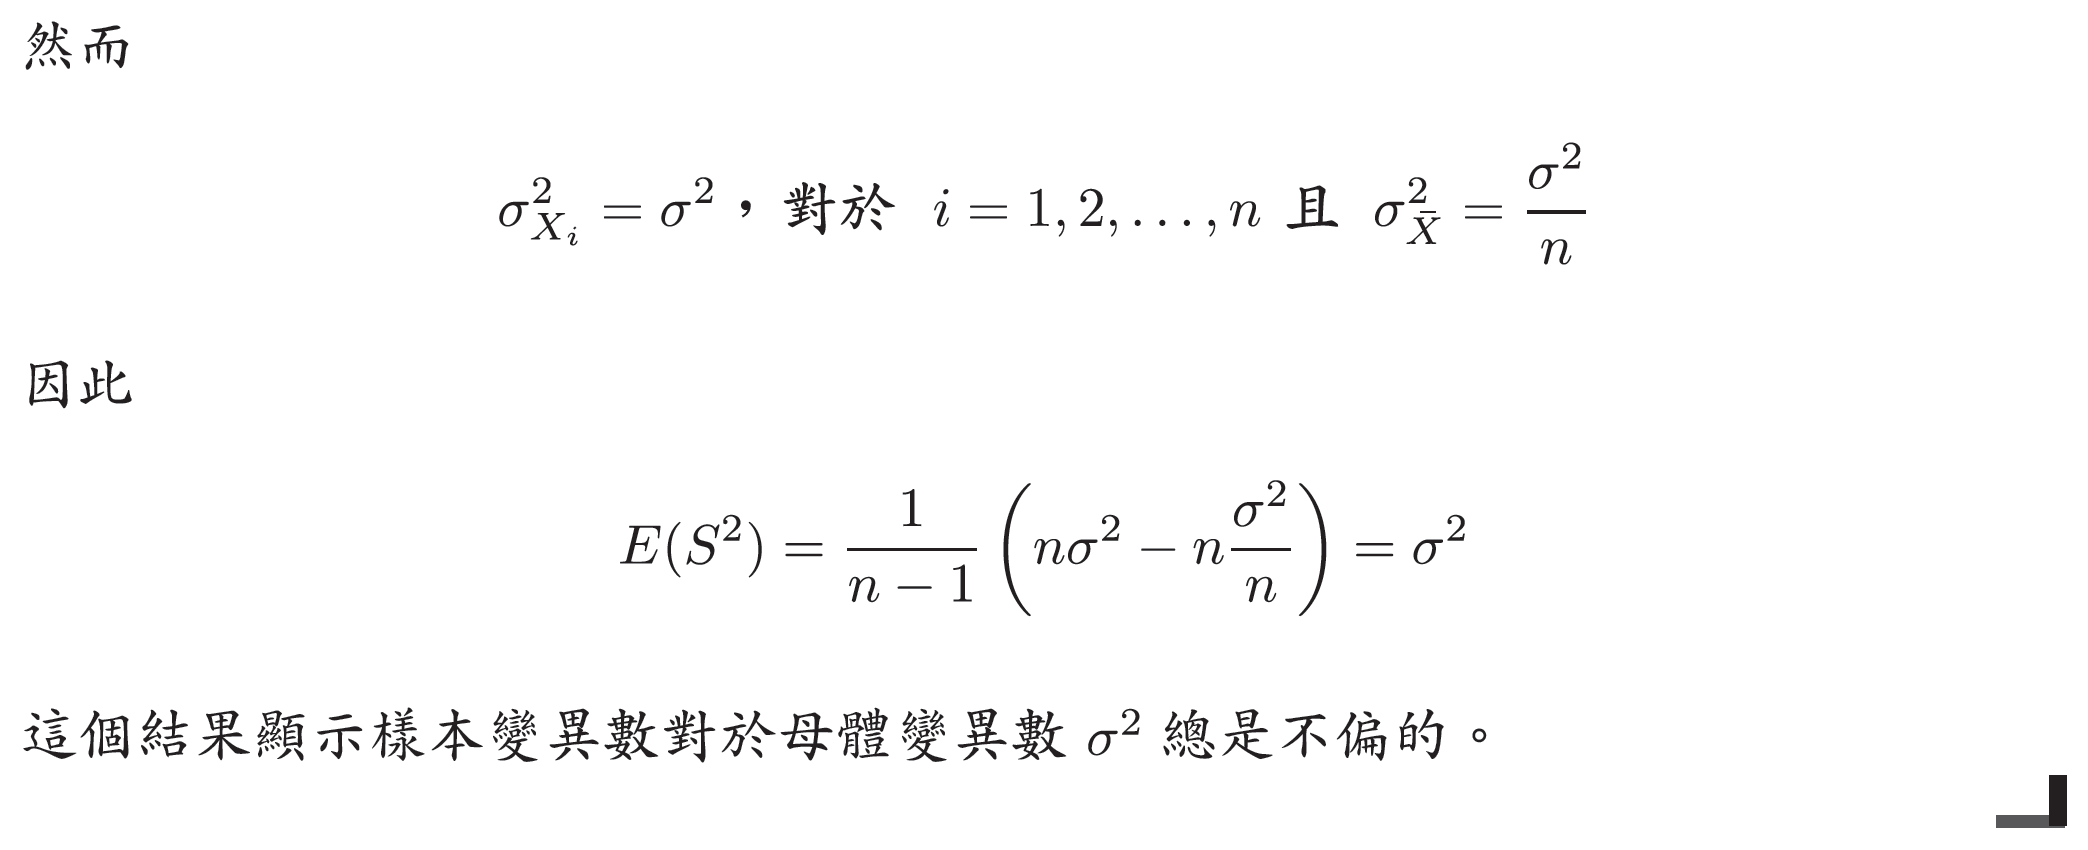 然而
$\sigma_{X_i}^2 = \sigma^2$，對於 $i = 1, 2, \ldots, n$ 且 $\sigma_{\bar{X}}^2 = \frac{\sigma^2}{n}$
因此
$E(S^2) = \frac{1}{n-1} \left( n\sigma^2 - n\frac{\sigma^2}{n} \right) = \sigma^2$
這個結果顯示樣本變異數對於母體變異數 $\sigma^2$ 總是不偏的。